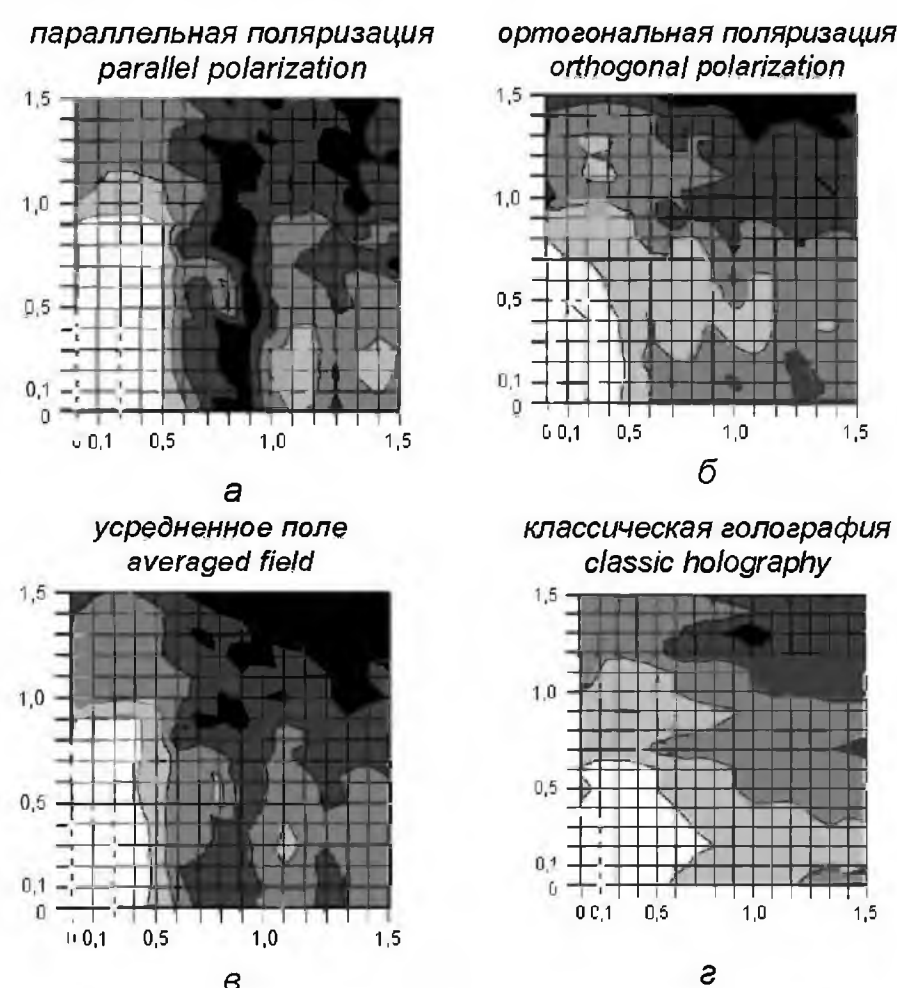 параллельная поляризация
parallel polarization
1,5
1,0
0,5
0,1
0
0,1 0,5 1,0 1,5
а
ортогональная поляризация
orthogonal polarization
1,5
1,0
0,5
0,1
0
0,1 0,5 1,0 1,5
б
усредненное поле
averaged field
1,5
1,0
0,5
0,1
0
0,1 0,5 1,0 1,5
в
классическая голография
classic holography
1,5
1,0
0,5
0,1
0 0,1 0,5 1,0 1,5
г